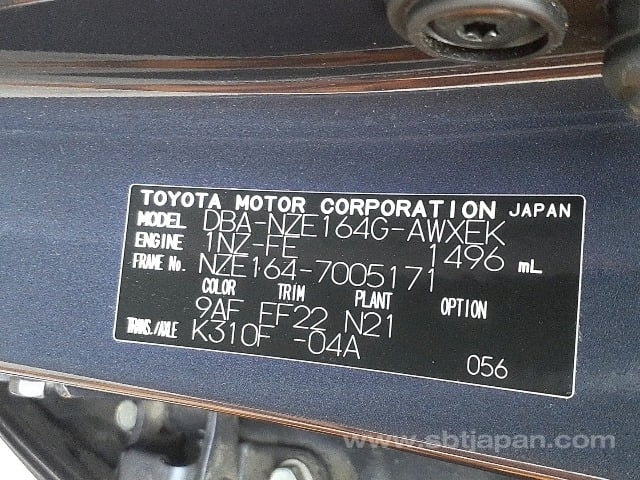 TOYOTA MOTOR CORPORATION JAPAN
MODEL DBA-NZE164G-AWXEK
ENGINE 1NZ-FE 1496 mL
FRAME No. NZE164-7005171
COLOR TRIM PLANT OPTION
9AF FF22 N21
TRANS./AXLE K310F -04A
056
www.sbtjapan.com